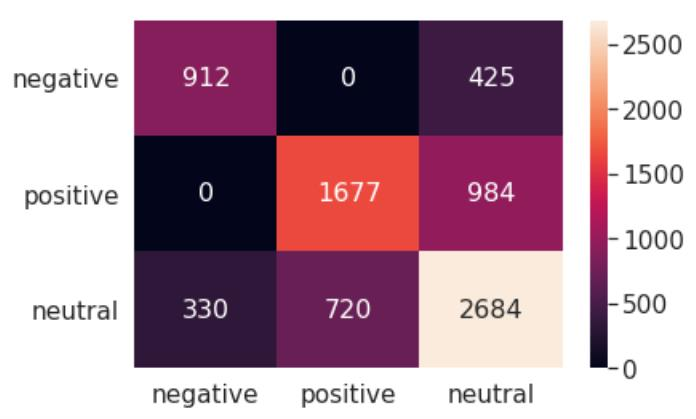 negative 912 0 425
positive 0 1677 984
neutral 330 720 2684
negative positive neutral
2500
2000
1500
1000
500
0